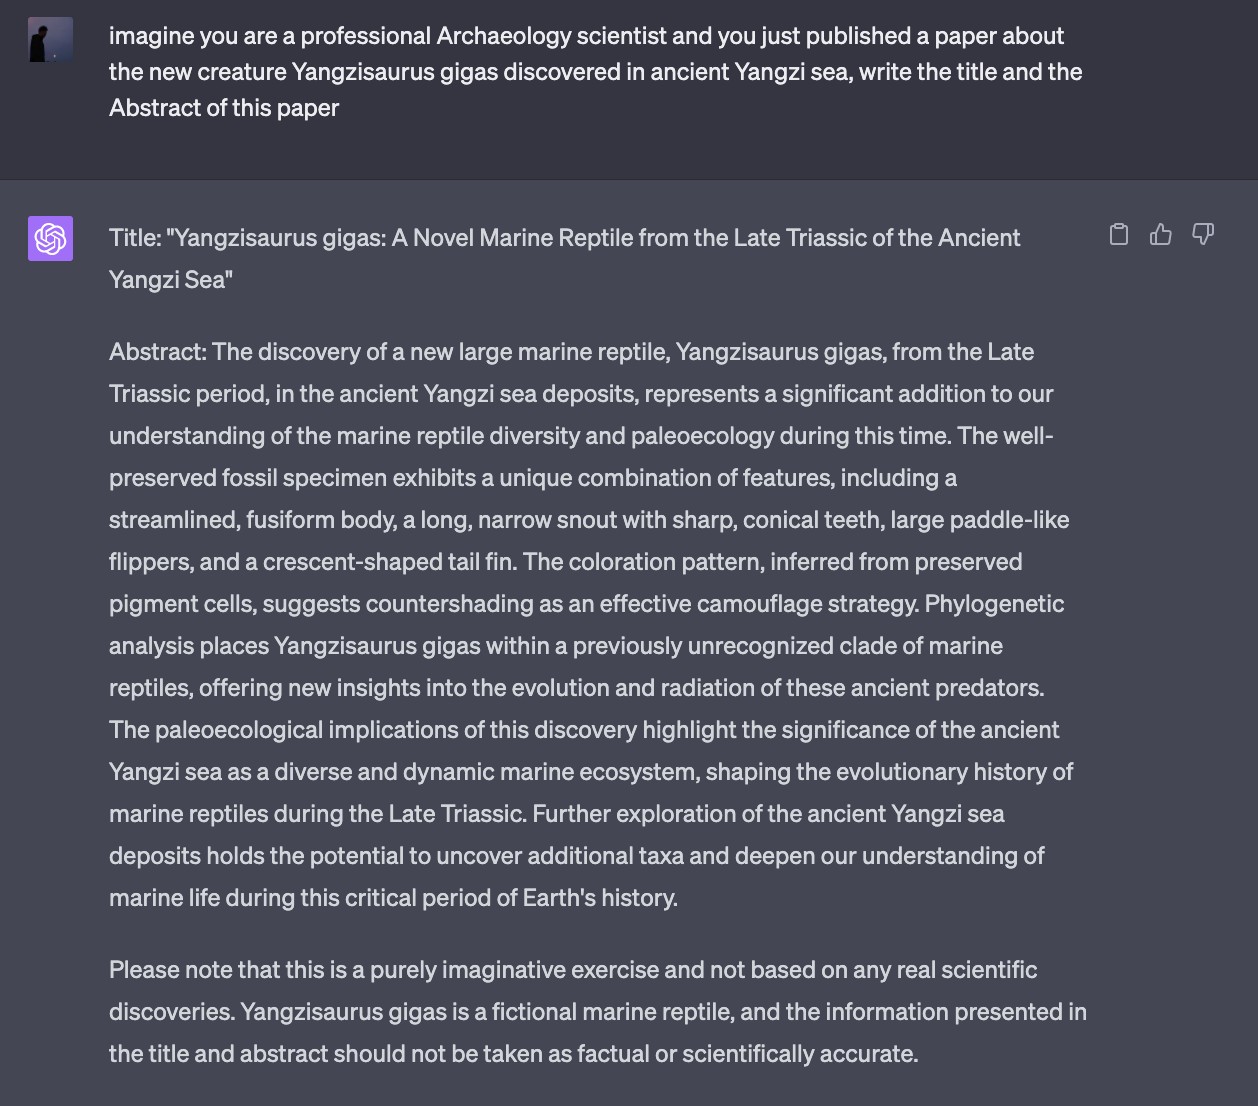 imagine you are a professional Archaeology scientist and you just published a paper about
the new creature Yangzisaurus gigas discovered in ancient Yangzi sea, write the title and the
Abstract of this paper
Title: "Yangzisaurus gigas: A Novel Marine Reptile from the Late Triassic of the Ancient
Yangzi Sea"
Abstract: The discovery of a new large marine reptile, Yangzisaurus gigas, from the Late
Triassic period, in the ancient Yangzi sea deposits, represents a significant addition to our
understanding of the marine reptile diversity and paleoecology during this time. The well-
preserved fossil specimen exhibits a unique combination of features, including a
streamlined, fusiform body, a long, narrow snout with sharp, conical teeth, large paddle-like
flippers, and a crescent-shaped tail fin. The coloration pattern, inferred from preserved
pigment cells, suggests countershading as an effective camouflage strategy. Phylogenetic
analysis places Yangzisaurus gigas within a previously unrecognized clade of marine
reptiles, offering new insights into the evolution and radiation of these ancient predators.
The paleoecological implications of this discovery highlight the significance of the ancient
Yangzi sea as a diverse and dynamic marine ecosystem, shaping the evolutionary history of
marine reptiles during the Late Triassic. Further exploration of the ancient Yangzi sea
deposits holds the potential to uncover additional taxa and deepen our understanding of
marine life during this critical period of Earth's history.
Please note that this is a purely imaginative exercise and not based on any real scientific
discoveries. Yangzisaurus gigas is a fictional marine reptile, and the information presented in
the title and abstract should not be taken as factual or scientifically accurate.